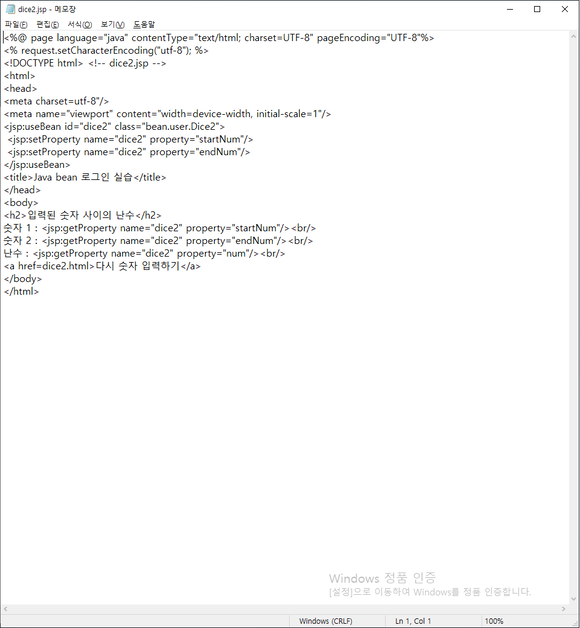 dice2.jsp - 메모장
파일(F) 편집(E) 서식(O) 보기(V) 도움말
<%@ page language="java" contentType="text/html; charset=UTF-8" pageEncoding="UTF-8"%>
<% request.setCharacterEncoding("utf-8"); %>
<!DOCTYPE html> <!-- dice2.jsp -->
<html>
<head>
<meta charset=utf-8"/>
<meta name="viewport" content="width=device-width, initial-scale=1"/>
<jsp:useBean id="dice2" class="bean.user.Dice2">
<jsp:setProperty name="dice2" property="startNum"/>
<jsp:setProperty name="dice2" property="endNum"/>
</jsp:useBean>
<title>Java bean 로그인 실습</title>
</head>
<body>
<h2>입력된 숫자 사이의 난수</h2>
숫자 1 : <jsp:getProperty name="dice2" property="startNum"/><br/>
숫자 2 : <jsp:getProperty name="dice2" property="endNum"/><br/>
난수 : <jsp:getProperty name="dice2" property="num"/><br/>
<a href=dice2.html>다시 숫자 입력하기</a>
</body>
</html>
Windows 정품 인증
[설정]으로 이동하여 Windows를 정품 인증합니다.
Windows (CRLF) Ln 1, Col 1 100%